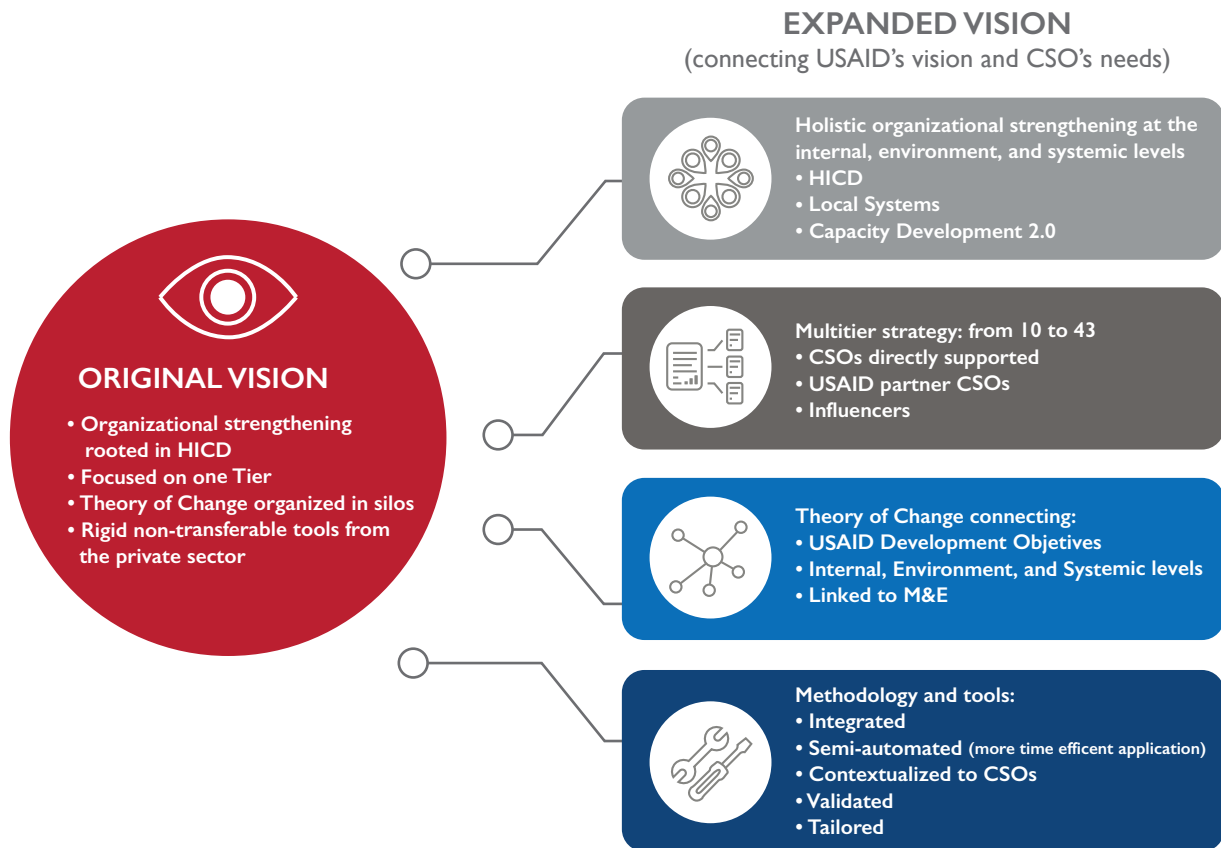 EXPANDED VISION
(connecting USAID's vision and CSO's needs)
ORIGINAL VISION
• Organizational strengthening
rooted in HICD
• Focused on one Tier
• Theory of Change organized in silos
• Rigid non-transferable tools from
the private sector
Holistic organizational strengthening at the
internal, environment, and systemic levels
• HICD
• Local Systems
• Capacity Development 2.0
Multitier strategy: from 10 to 43
• CSOs directly supported
• USAID partner CSOs
• Influencers
Theory of Change connecting:
• USAID Development Objetives
• Internal, Environment, and Systemic levels
• Linked to M&E
Methodology and tools:
• Integrated
• Semi-automated (more time efficent application)
• Contextualized to CSOs
• Validated
• Tailored